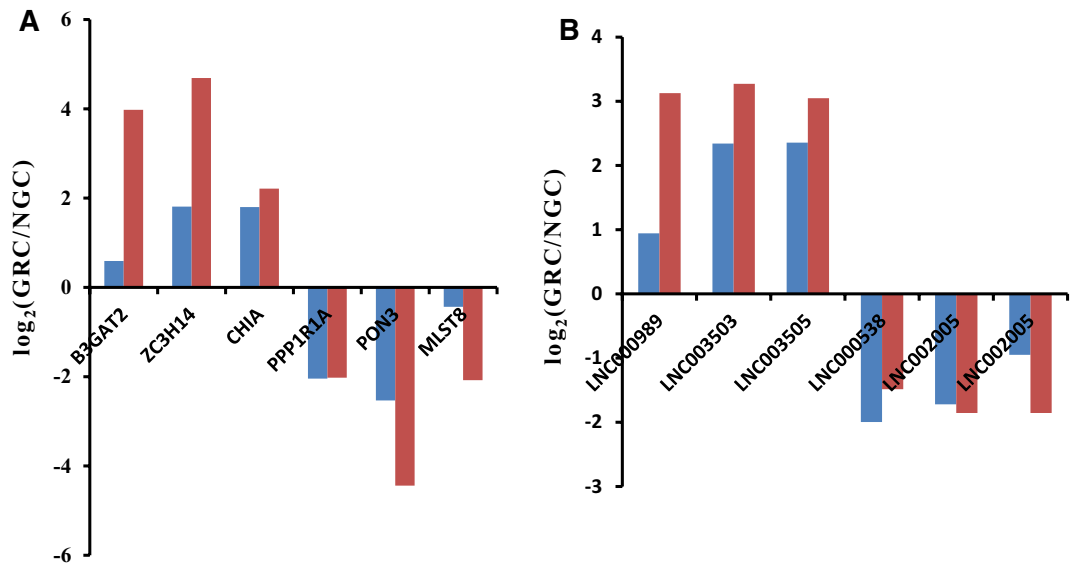 A
log₂(GRC/NGC)
6
4
2
0
-2
-4
-6
B3GAT2
ZC3H14
CHIA
PPP1R1A
PON3
MLST8
B
log₂(GRC/NGC)
4
3
2
1
0
-1
-2
-3
LNC000989
LNC003503
LNC003505
LNC000538
LNC002005
LNC002005